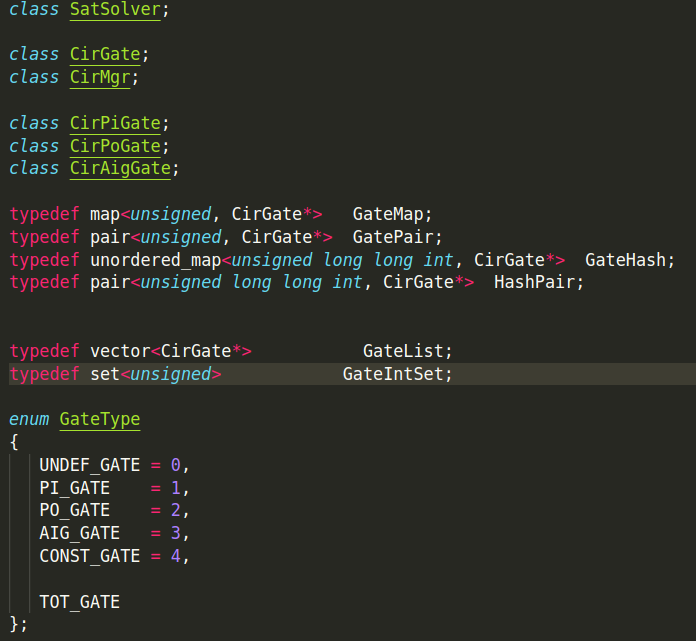 class SatSolver;
class CirGate;
class CirMgr;
class CirPiGate;
class CirPoGate;
class CirAigGate;
typedef map<unsigned, CirGate*>   GateMap;
typedef pair<unsigned, CirGate*>  GatePair;
typedef unordered_map<unsigned long long int, CirGate*>  GateHash;
typedef pair<unsigned long long int, CirGate*>  HashPair;
typedef vector<CirGate*>           GateList;
typedef set<unsigned>            GateIntSet;
enum GateType
{
   UNDEF_GATE = 0,
   PI_GATE    = 1,
   PO_GATE    = 2,
   AIG_GATE   = 3,
   CONST_GATE = 4,
   TOT_GATE
};